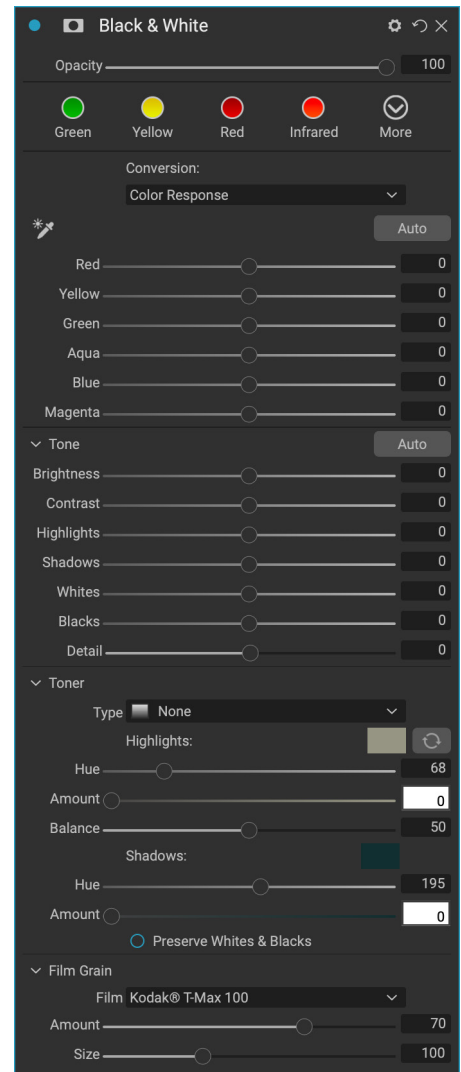 Black & White
Opacity 100
Green Yellow Red Infrared More
Conversion:
Color Response
Auto
Red 0
Yellow 0
Green 0
Aqua 0
Blue 0
Magenta 0
Tone Auto
Brightness 0
Contrast 0
Highlights 0
Shadows 0
Whites 0
Blacks 0
Detail 0
Toner
Type None
Highlights:
Hue 68
Amount 0
Balance 50
Shadows:
Hue 195
Amount 0
Preserve Whites & Blacks
Film Grain
Film Kodak® T-Max 100
Amount 70
Size 100